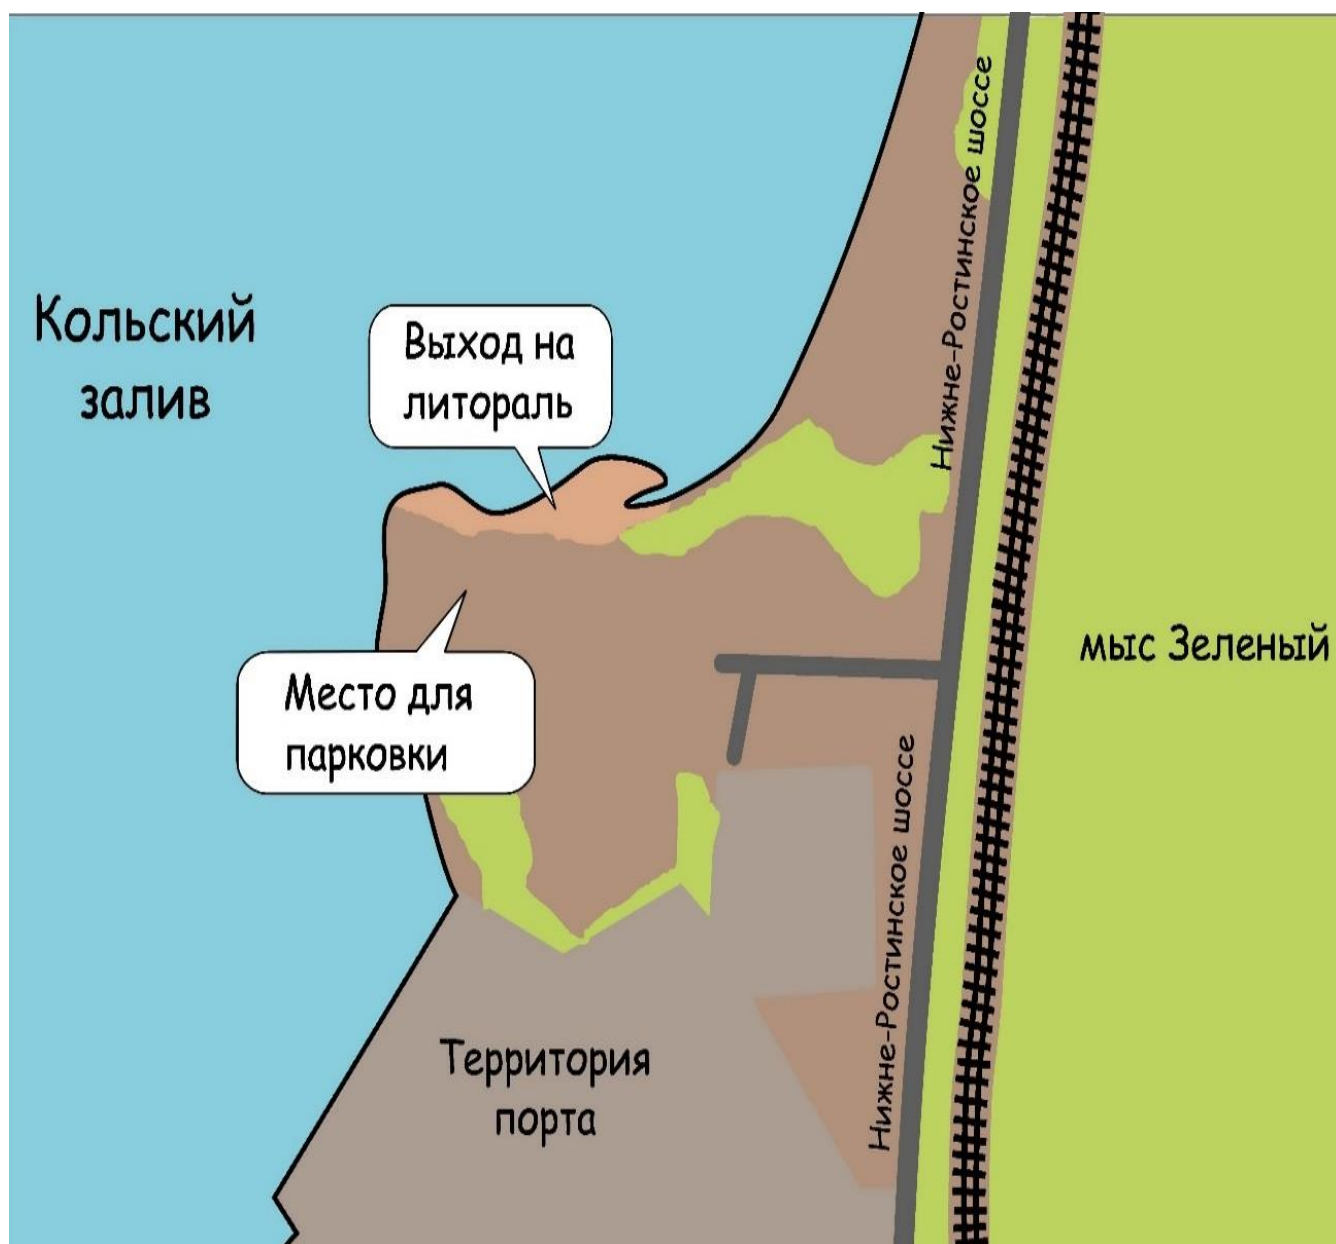 Нижне-Ростинское шоссе
Кольский
залив
Выход на
литораль
мыс Зеленый
Место для
парковки
Нижне-Ростинское шоссе
Территория
порта